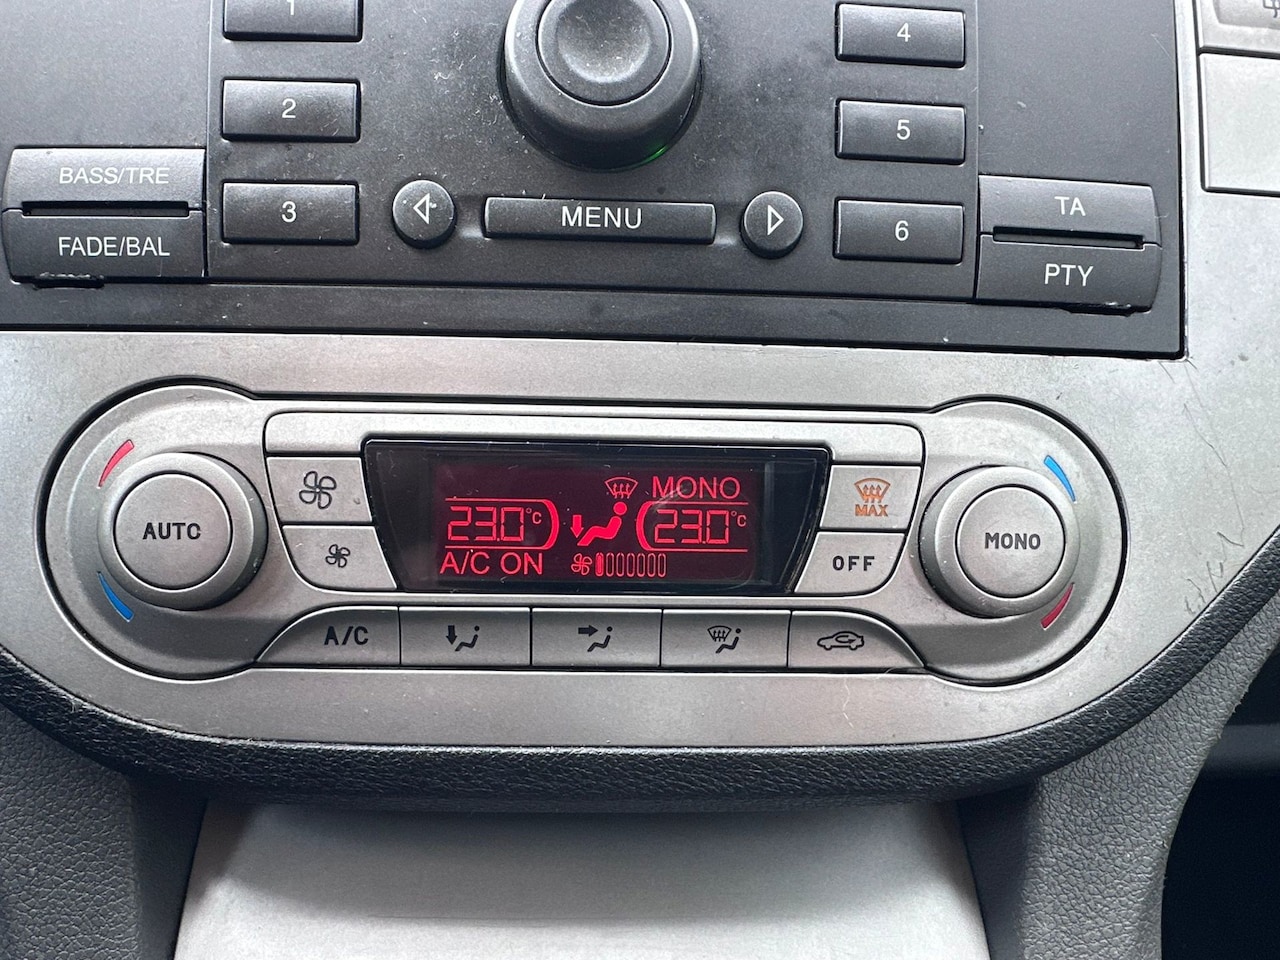 1
4
2
5
BASS/TRE
3
MENU
6
TA
FADE/BAL
PTY
AUTO
MONO
23.0°C
23.0°C
A/C ON
MAX
OFF
MONO
A/C